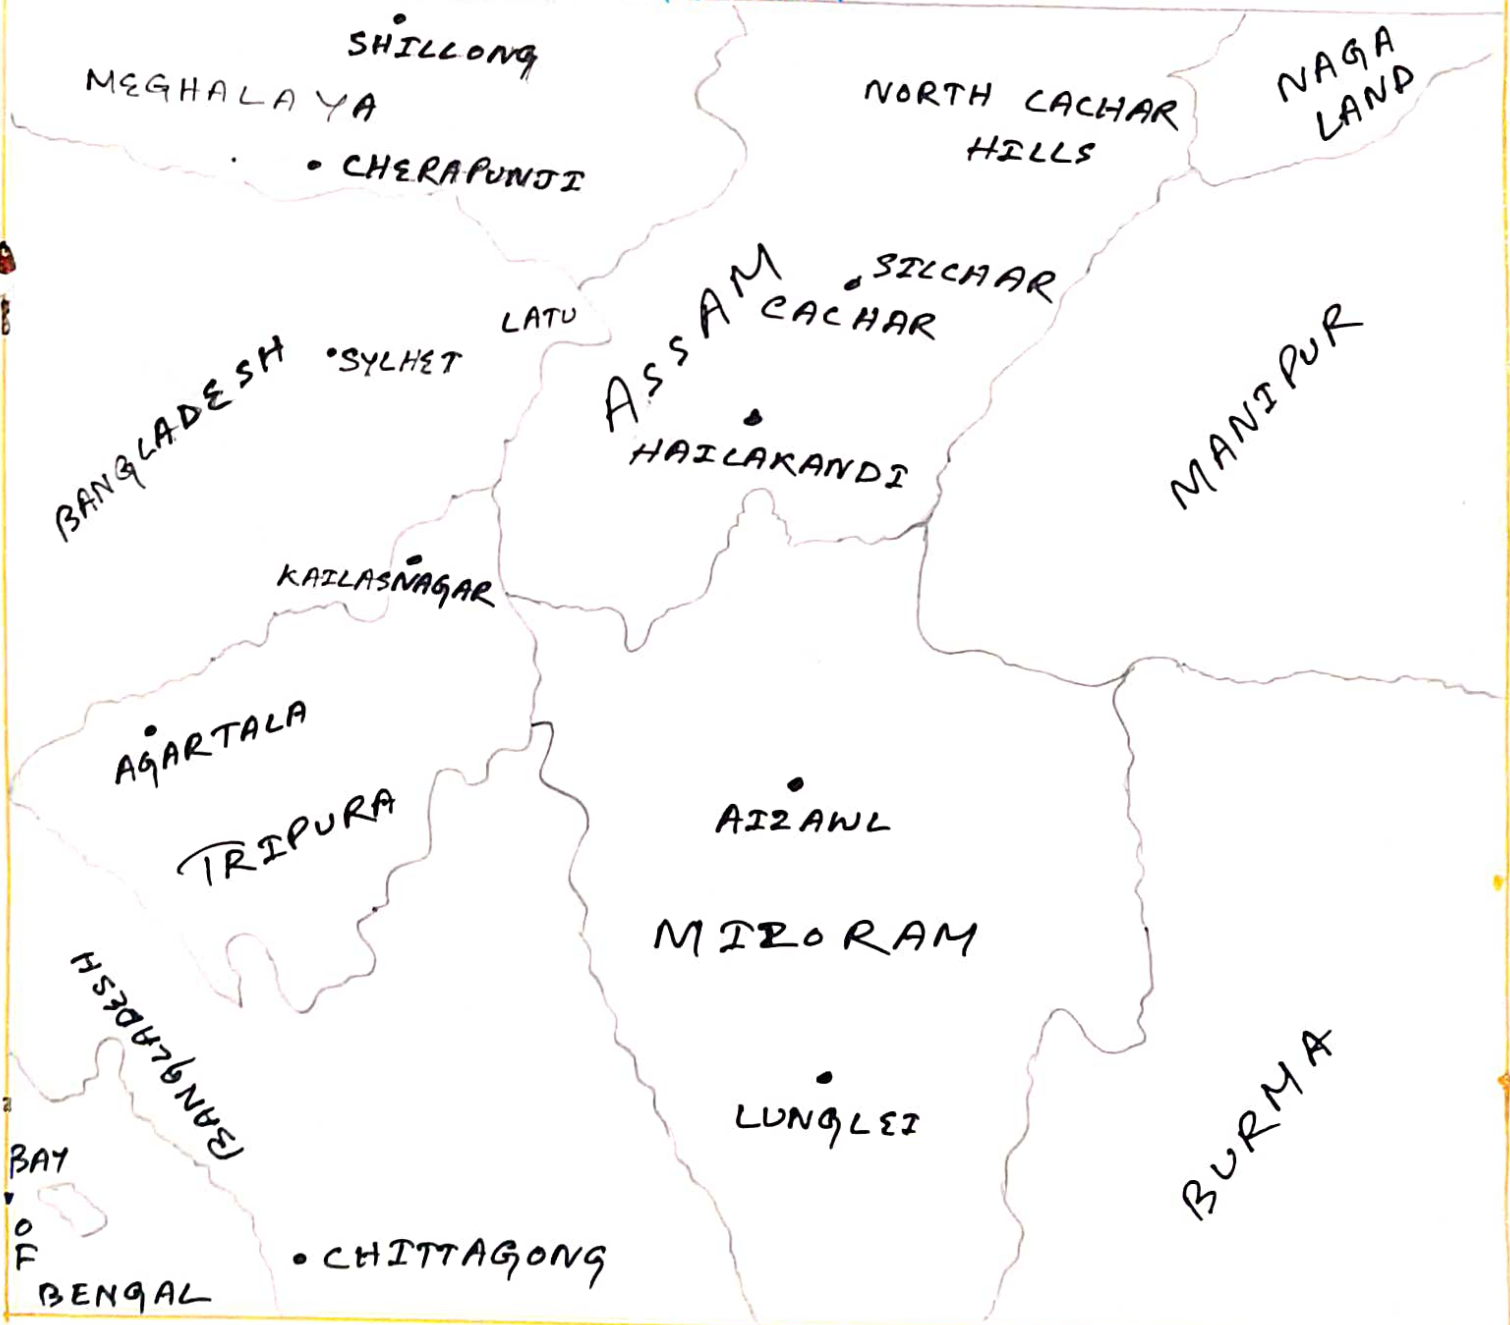 SHILLONG
MEGHALAYA
CHERAPUNJI
NORTH CACHAR
HILLS
NAGA
LAND
SILCHAR
ASSAM
CACHAR
LATU
SYLHET
BANGLADESH
HAILAKANDI
MANIPUR
KAILASNAGAR
AGARTALA
TRIPURA
AIZAWL
MIZORAM
BANGLADESH
LUNGLEI
BURMA
BAY
OF
BENGAL
CHITTAGONG